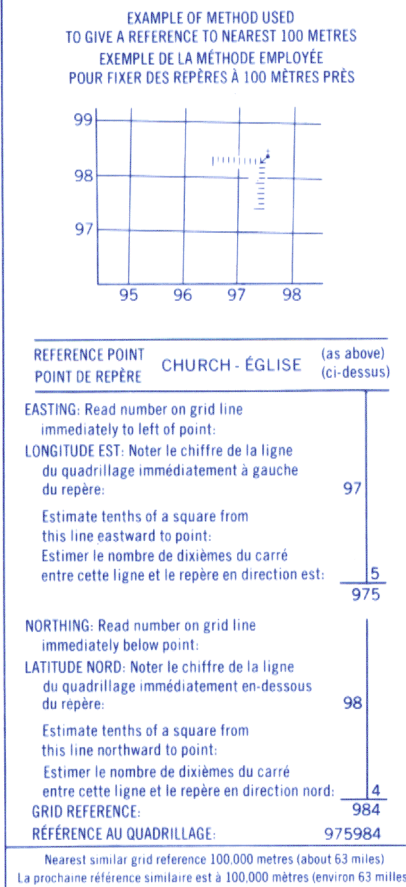 EXAMPLE OF METHOD USED
TO GIVE A REFERENCE TO NEAREST 100 METRES
EXEMPLE DE LA MÉTHODE EMPLOYÉE
POUR FIXER DES REPÈRES À 100 MÈTRES PRÈS
99
98
97
95 96 97 98
REFERENCE POINT
POINT DE REPÈRE
CHURCH - ÉGLISE
(as above)
(ci-dessus)
EASTING: Read number on grid line
immediately to left of point:
LONGITUDE EST: Noter le chiffre de la ligne
du quadrillage immédiatement à gauche
du repère: 97
Estimate tenths of a square from
this line eastward to point:
Estimer le nombre de dixièmes du carré
entre cette ligne et le repère en direction est: 5
975
NORTHING: Read number on grid line
immediately below point:
LATITUDE NORD: Noter le chiffre de la ligne
du quadrillage immédiatement en-dessous
du repère: 98
Estimate tenths of a square from
this line northward to point:
Estimer le nombre de dixièmes du carré
entre cette ligne et le repère en direction nord: 4
GRID REFERENCE: 984
RÉFÉRENCE AU QUADRILLAGE: 975984
Nearest similar grid reference 100,000 metres (about 63 miles)
La prochaine référence similaire est à 100,000 mètres (environ 63 milles